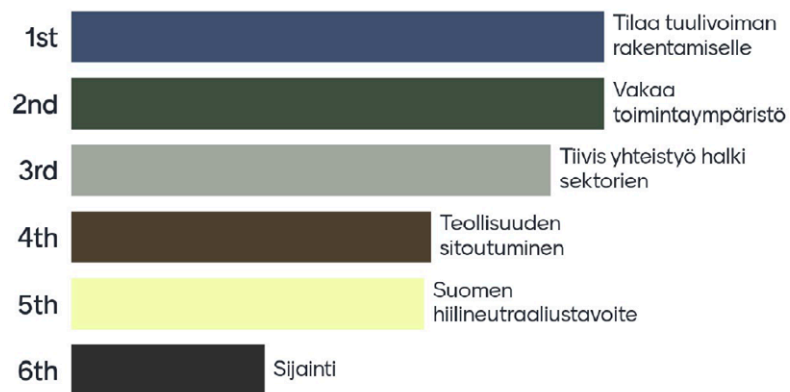 1st
Tilaa tuulivoiman
rakentamiselle
2nd
Vakaa
toimintaympäristö
3rd
Tiivis yhteistyö halki
sektorien
4th
Teollisuuden
sitoutuminen
5th
Suomen
hiilineutraaliustavoite
6th
Sijainti